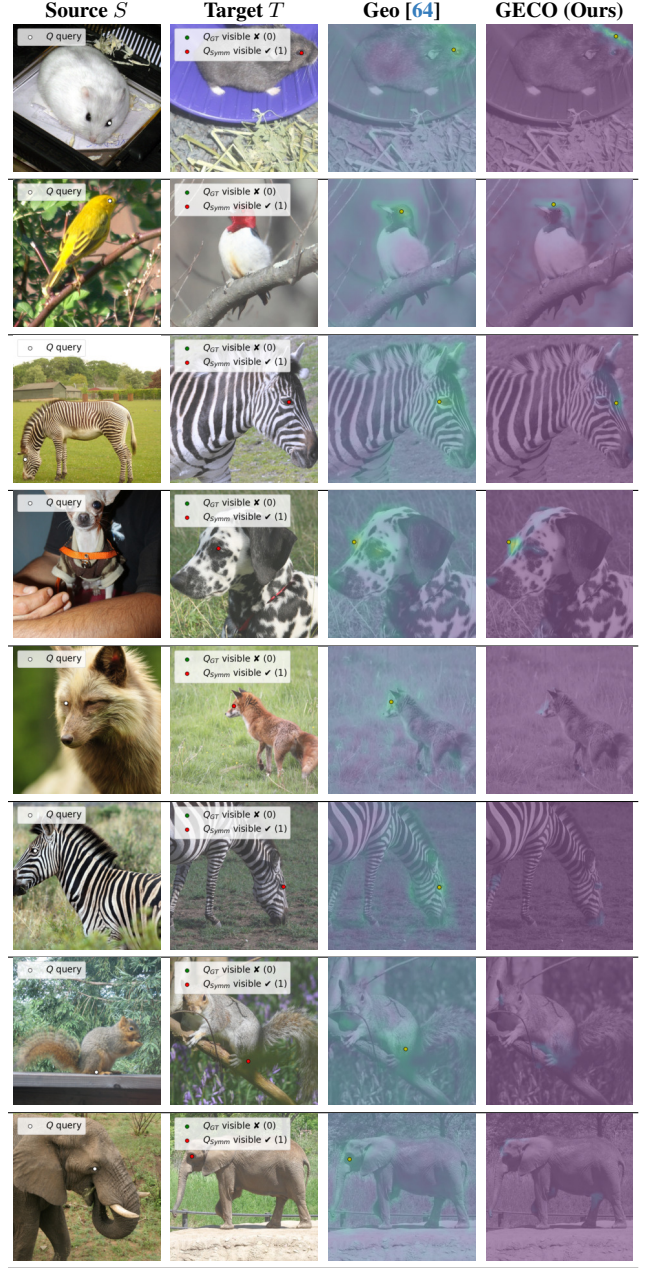 Source S Target T Geo [64] GECO (Ours)
Q query
Q_GT visible ✘ (0)
Q_Symm visible ✔ (1)
Q query
Q_GT visible ✘ (0)
Q_Symm visible ✔ (1)
Q query
Q_GT visible ✘ (0)
Q_Symm visible ✔ (1)
Q query
Q_GT visible ✘ (0)
Q_Symm visible ✔ (1)
Q query
Q_GT visible ✘ (0)
Q_Symm visible ✔ (1)
Q query
Q_GT visible ✘ (0)
Q_Symm visible ✔ (1)
Q query
Q_GT visible ✘ (0)
Q_Symm visible ✔ (1)
Q query
Q_GT visible ✘ (0)
Q_Symm visible ✔ (1)